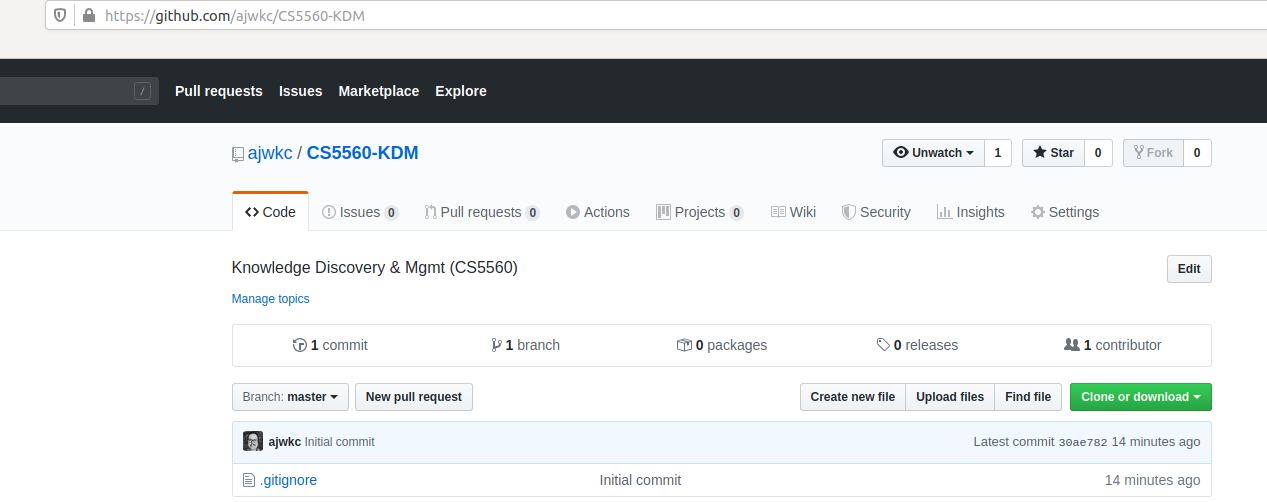 https://github.com/ajwkc/CS5560-KDM
/ Pull requests Issues Marketplace Explore
ajwkc / CS5560-KDM Unwatch 1 Star 0 Fork 0
Code Issues 0 Pull requests 0 Actions Projects 0 Wiki Security Insights Settings
Knowledge Discovery & Mgmt (CS5560) Edit
Manage topics
1 commit 1 branch 0 packages 0 releases 1 contributor
Branch: master New pull request Create new file Upload files Find file Clone or download
ajwkc Initial commit Latest commit 30ae782 14 minutes ago
.gitignore Initial commit 14 minutes ago